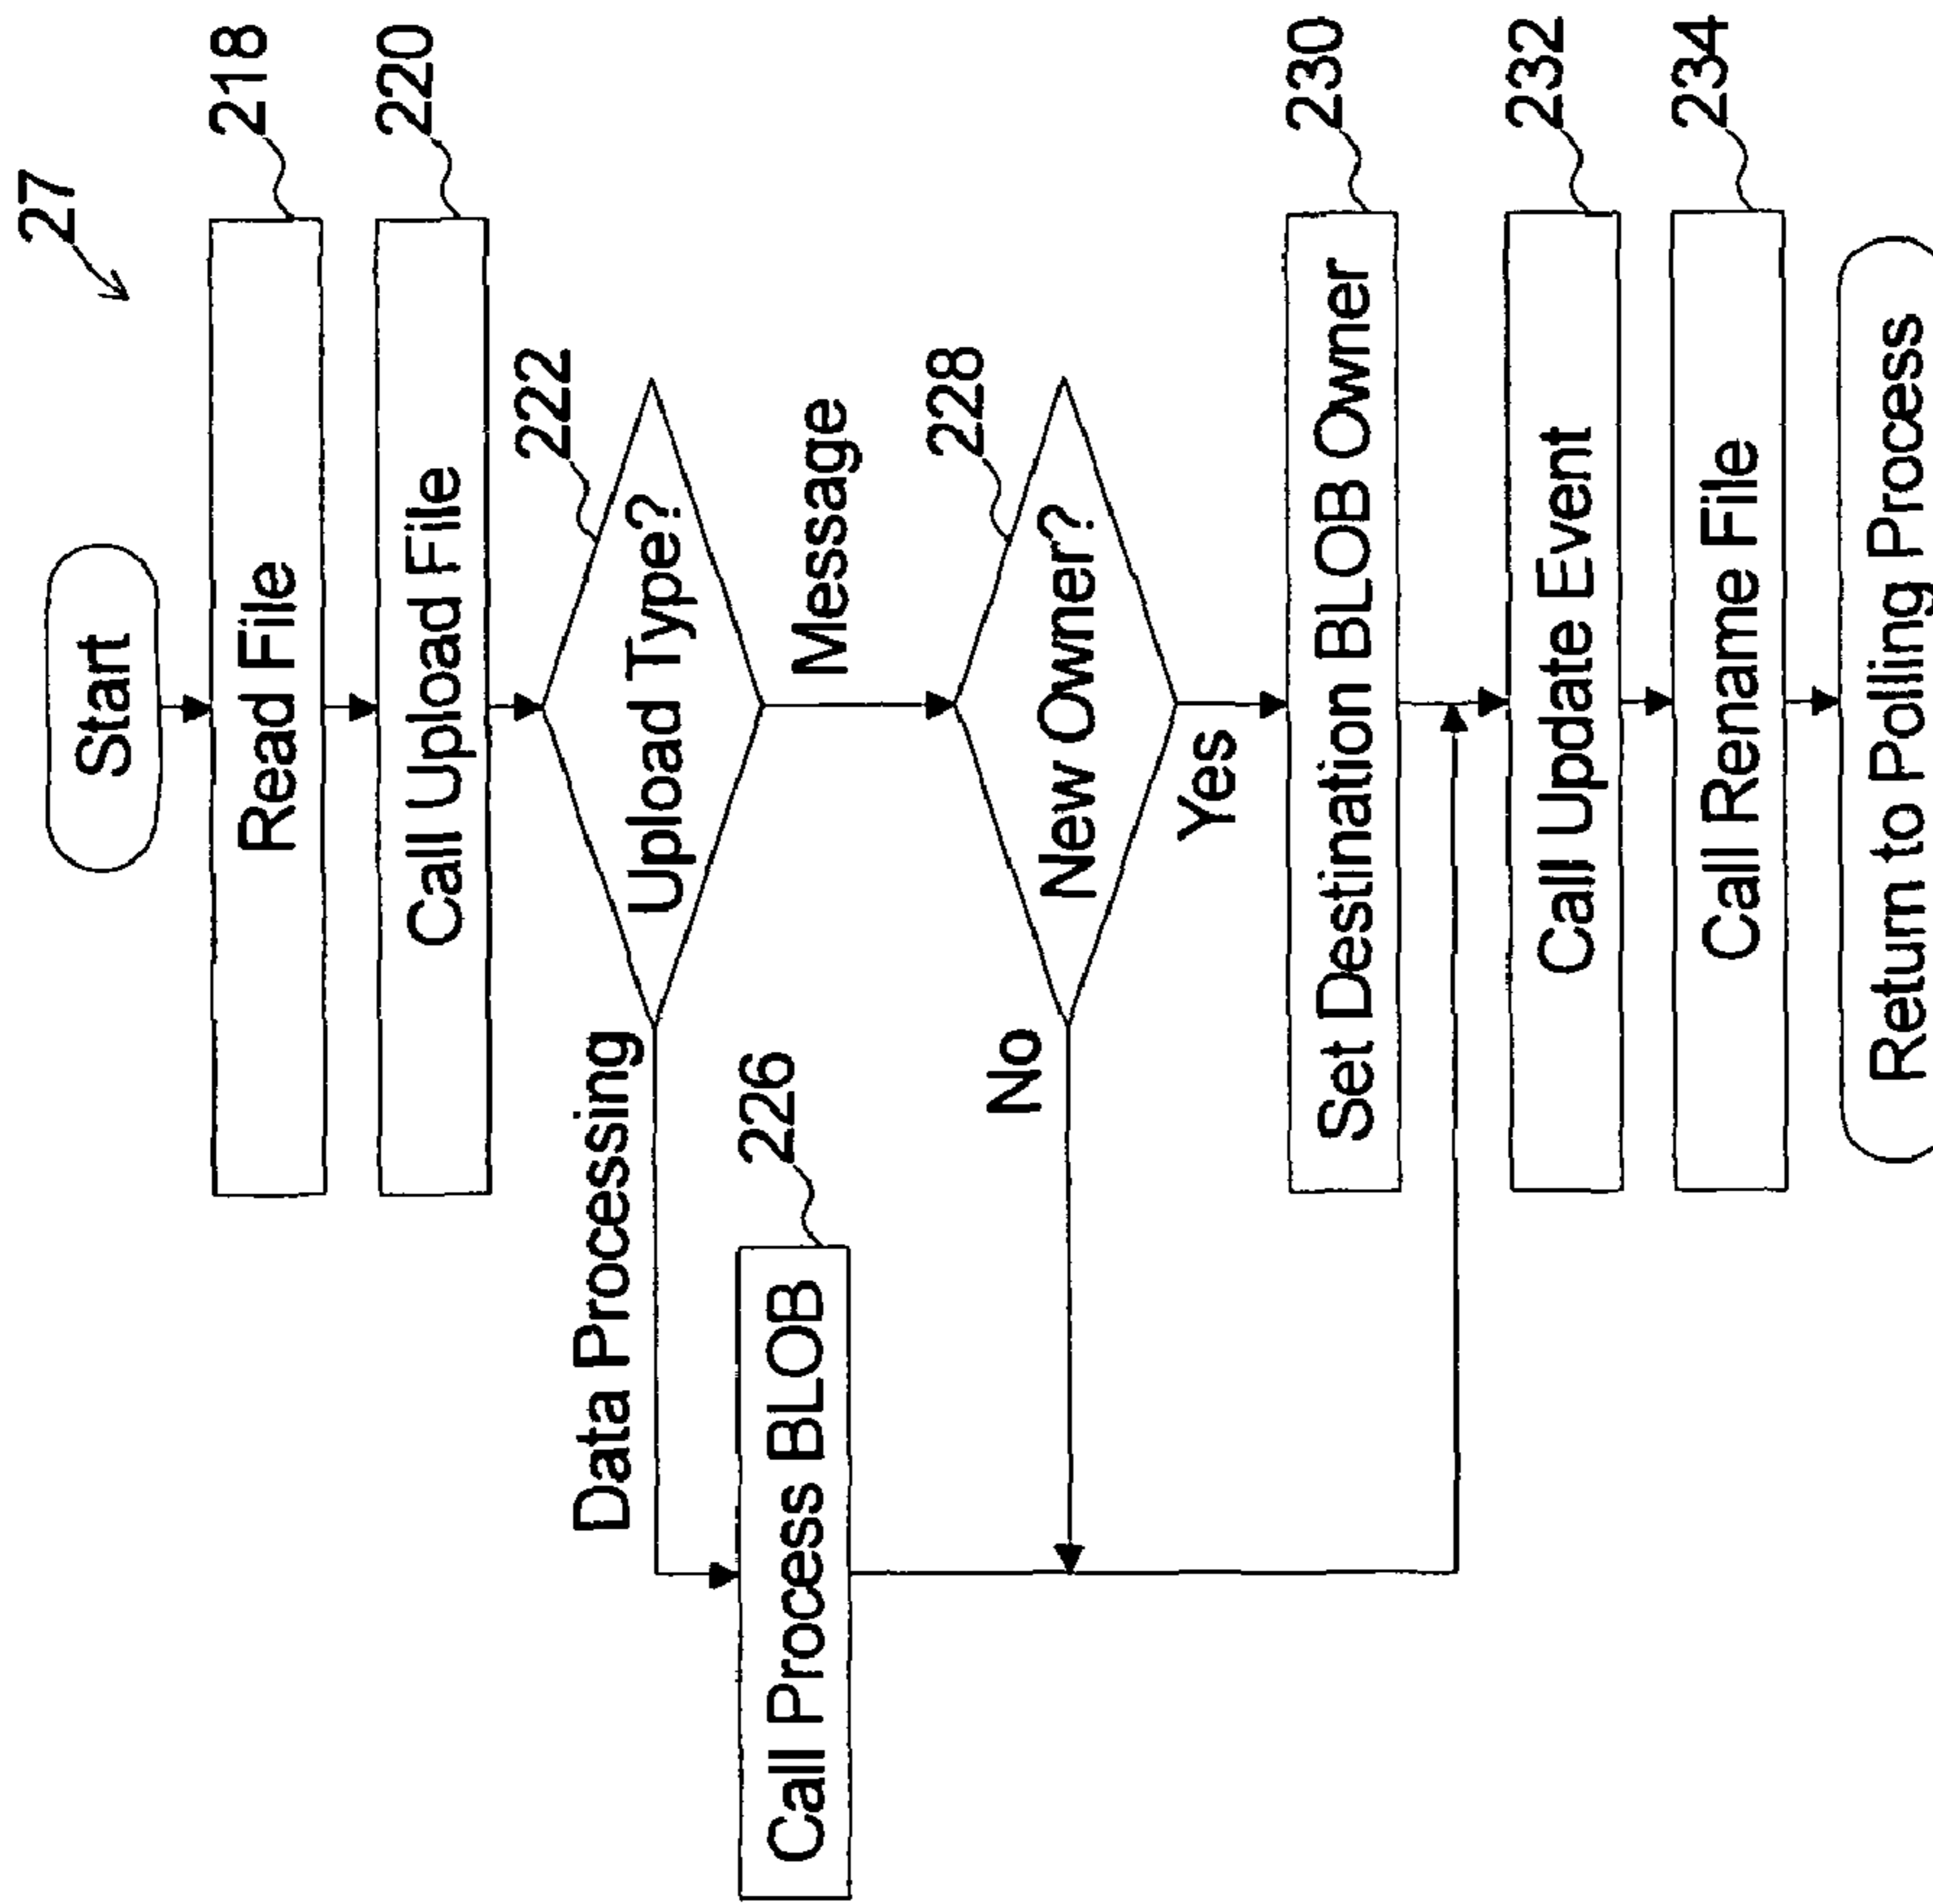 27
Start
Read File
218
Call Upload File
220
Upload Type?
222
Data Processing
Message
Call Process BLOB
226
New Owner?
228
No
Yes
Set Destination BLOB Owner
230
Call Update Event
232
Call Rename File
234
Return to Polling Process